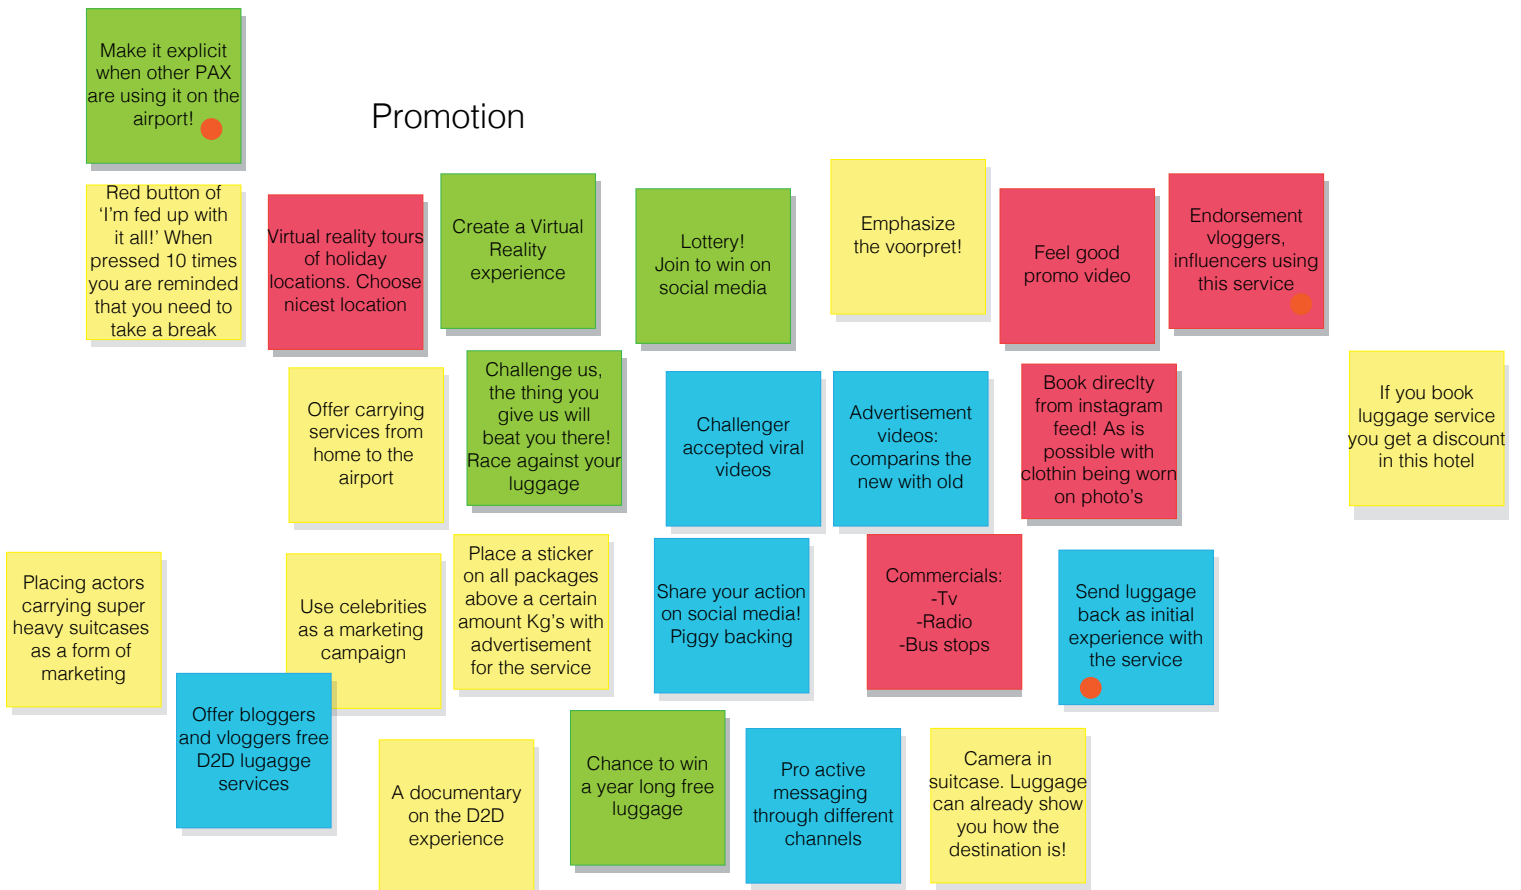 Make it explicit
when other PAX
are using it on the
airport!
Promotion
Red button of
‘I’m fed up with
it all!’ When
pressed 10 times
you are reminded
that you need to
take a break
Virtual reality tours
of holiday
locations. Choose
nicest location
Create a Virtual
Reality
experience
Lottery!
Join to win on
social media
Emphasize
the voorpret!
Feel good
promo video
Endorsement
vloggers,
influencers using
this service
Offer carrying
services from
home to the
airport
Challenge us,
the thing you
give us will
beat you there!
Race against your
luggage
Challenger
accepted viral
videos
Advertisement
videos:
comparins the
new with old
Book direclty
from instagram
feed! As is
possible with
clothin being worn
on photo’s
If you book
luggage service
you get a discount
in this hotel
Placing actors
carrying super
heavy suitcases
as a form of
marketing
Use celebrities
as a marketing
campaign
Place a sticker
on all packages
above a certain
amount Kg’s with
advertisement
for the service
Share your action
on social media!
Piggy backing
Commercials:
-Tv
-Radio
-Bus stops
Send luggage
back as initial
experience with
the service
Offer bloggers
and vloggers free
D2D lugagge
services
A documentary
on the D2D
experience
Chance to win
a year long free
luggage
Pro active
messaging
through different
channels
Camera in
suitcase. Luggage
can already show
you how the
destination is!